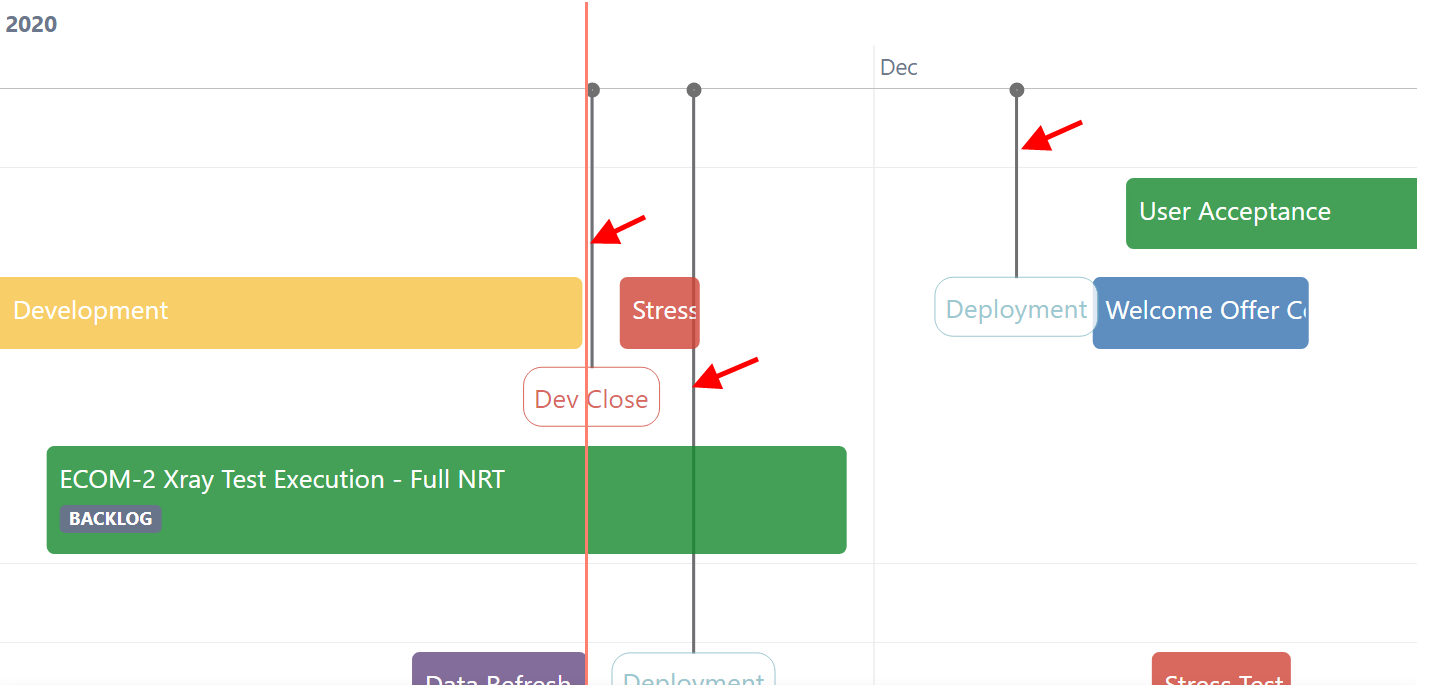 2020
Dec
User Acceptance
Development
Stress
Deployment
Welcome Offer
Dev Close
ECOM-2 Xray Test Execution - Full NRT
BACKLOG
Data Refresh
Deployment
Stress Test